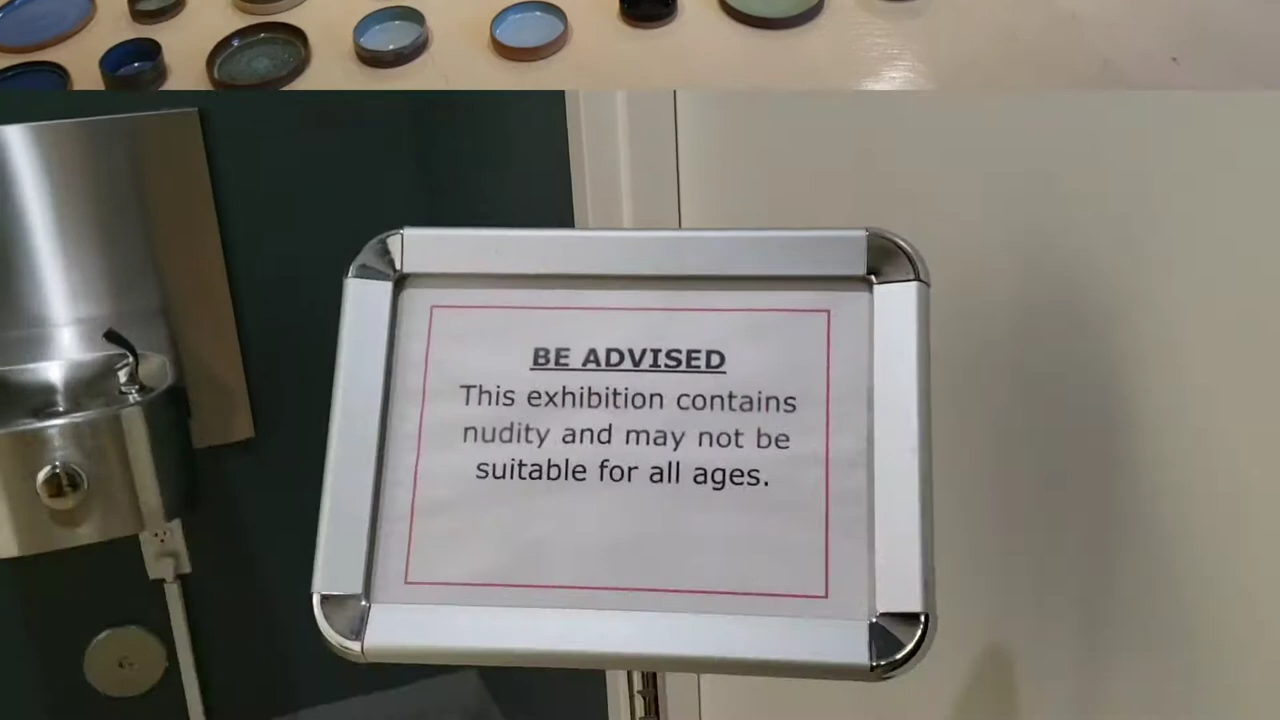 BE ADVISED
This exhibition contains
nudity and may not be
suitable for all ages.